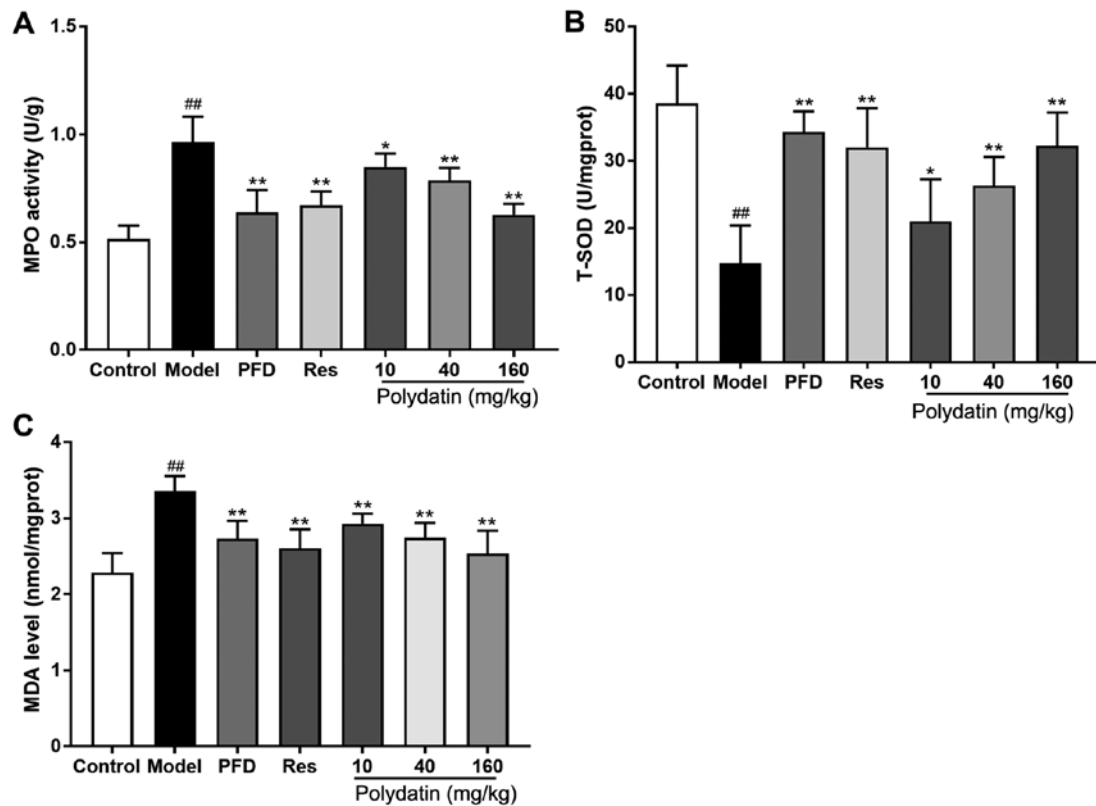 A
MPO activity (U/g)
1.5
1.0
0.5
0.0
##
**
**
*
**
**
Control Model PFD Res 10 40 160
Polydatin (mg/kg)
B
T-SOD (U/mgprot)
50
40
30
20
10
0
##
**
**
*
**
**
Control Model PFD Res 10 40 160
Polydatin (mg/kg)
C
MDA level (nmol/mgprot)
4
3
2
1
0
##
**
**
**
**
**
Control Model PFD Res 10 40 160
Polydatin (mg/kg)